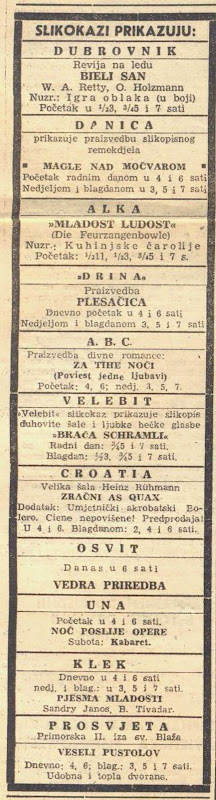 SLIKOKAZI PRIKAZUJU:
DUBROVNIK
Revija na ledu
BIELI SAN
W. A. Retty, O. Holzmann
Nuzr.: Igra oblaka (u boji)
Početak u ½3, ¾5 i 7 sati
DANICA
prikazuje praizvedbu slikopisnog
remekdjela
MAGLE NAD MOČVAROM
Početak radnim danom u 4 i 6 sati
Nedjeljom i blagdanom u 3, 5 i 7 sati
ALKA
»MLADOST LUDOST«
(Die Feurzangenbowle)
Nuzr.: Kuhinjske čarolije
Početak: ½11, ½3, ¾5 i 7 s.
»DRINA«
Praizvedba
PLESAČICA
Dnevno početak u 4 i 6 sati
Nedjeljom i blagdanom 3, 5 i 7 sati
A. B. C.
Praizvedba divne romance:
ZA TIHE NOĆI
(Poviest jedne ljubavi)
Početak: 4, 6; nedj. 3, 5, 7.
VELEBIT
»Velebit« slikokaz prikazuje slikopis
duhovite šale i ljubke bečke glasbe
»BRAĆA SCHRAMLI«
Radni dan: ¾5 i 7 sati.
Blagdan: ½3, ¾5 i 7 sati.
CROATIA
Velika šala Heinz Rühmann
ZRAČNI AS QUAX
Dodatak: Umjetnički akrobatski Bo-
lero. Ciene nepovišene! Predprodaja!
U 4 i 6. Blagdanom: 2, 4 i 6 sati.
OSVIT
Danas u 6 sati
VEDRA PRIREDBA
UNA
Početak u 4 i 6 sati.
NOĆ POSLIJE OPERE
Subota: Kabaret.
KLEK
Dnevno u 4 i 6 sati
nedj. i blag.: u 3, 5 i 7 sati.
PJESMA MLADOSTI
Sandry Janos, B. Tivadar.
PROSVJETA
Primorska II. iza sv. Blaža
VESELI PUSTOLOV
Dnevno: 4, 6; blag.: 3, 5 i 7 sati.
Udobna i topla dvorana.